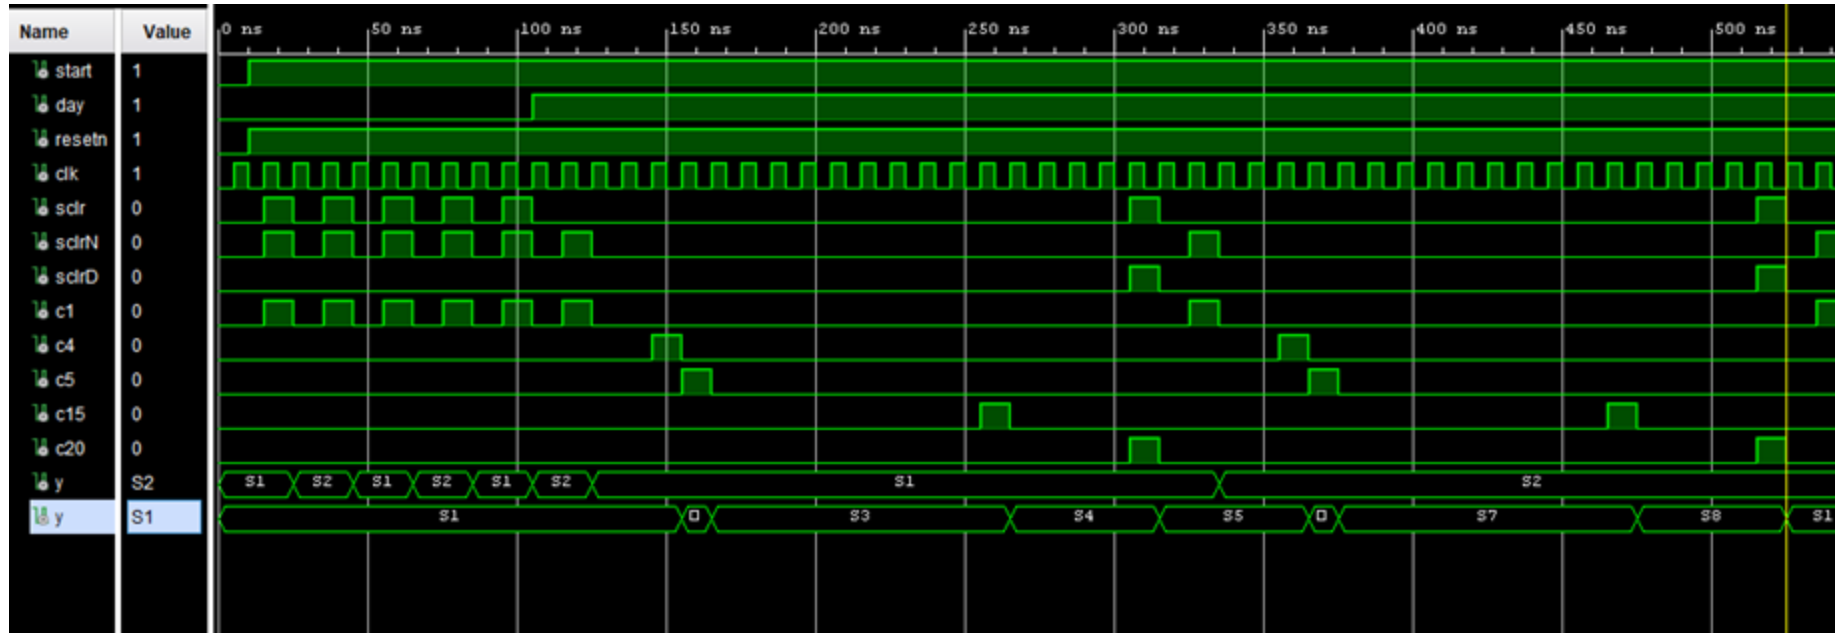 Name Value 0 ns 50 ns 100 ns 150 ns 200 ns 250 ns 300 ns 350 ns 400 ns 450 ns 500 ns
start 1
day 1
resetn 1
clk 1
sclr 0
sclrN 0
sclrD 0
c1 0
c4 0
c5 0
c15 0
c20 0
y S2 S1 S2 S1 S2 S1 S2 S1 S2
y S1 S1 S3 S4 S5 S7 S8 S1